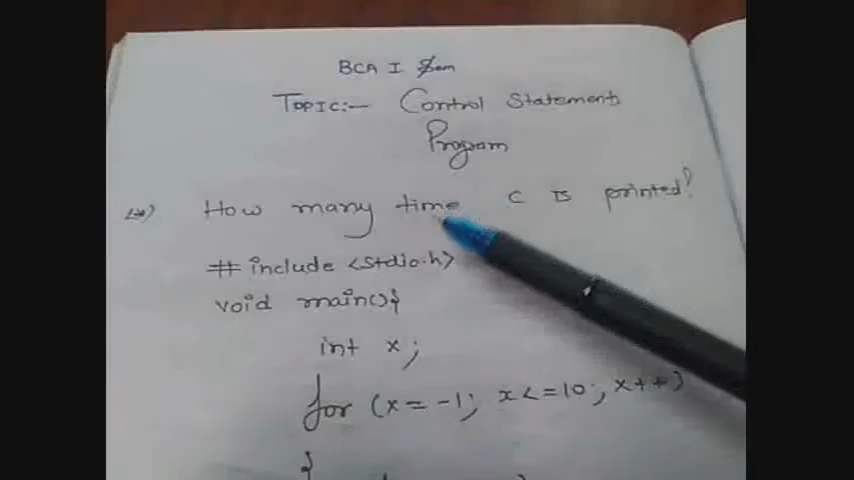 BCA I Sem
TOPIC:- Control Statements
Program
How many time C is printed?
# include <stdio.h>
void main(){
int x;
for (x=-1; x<=10; x++)
{